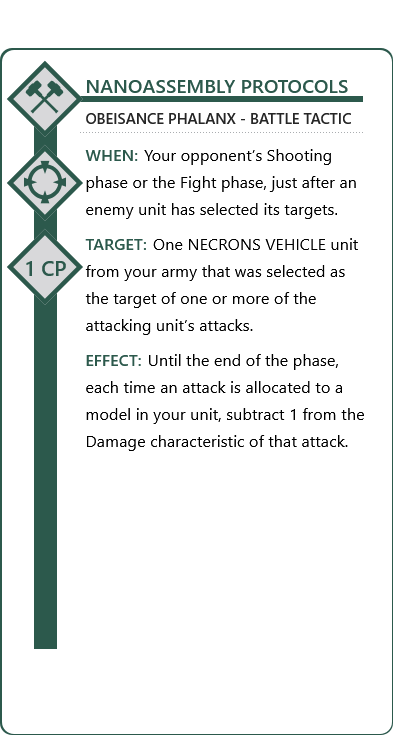 NANOASSEMBLY PROTOCOLS
OBEISANCE PHALANX - BATTLE TACTIC
WHEN: Your opponent’s Shooting
phase or the Fight phase, just after an
enemy unit has selected its targets.
1 CP
TARGET: One NECRONS VEHICLE unit
from your army that was selected as
the target of one or more of the
attacking unit’s attacks.
EFFECT: Until the end of the phase,
each time an attack is allocated to a
model in your unit, subtract 1 from the
Damage characteristic of that attack.